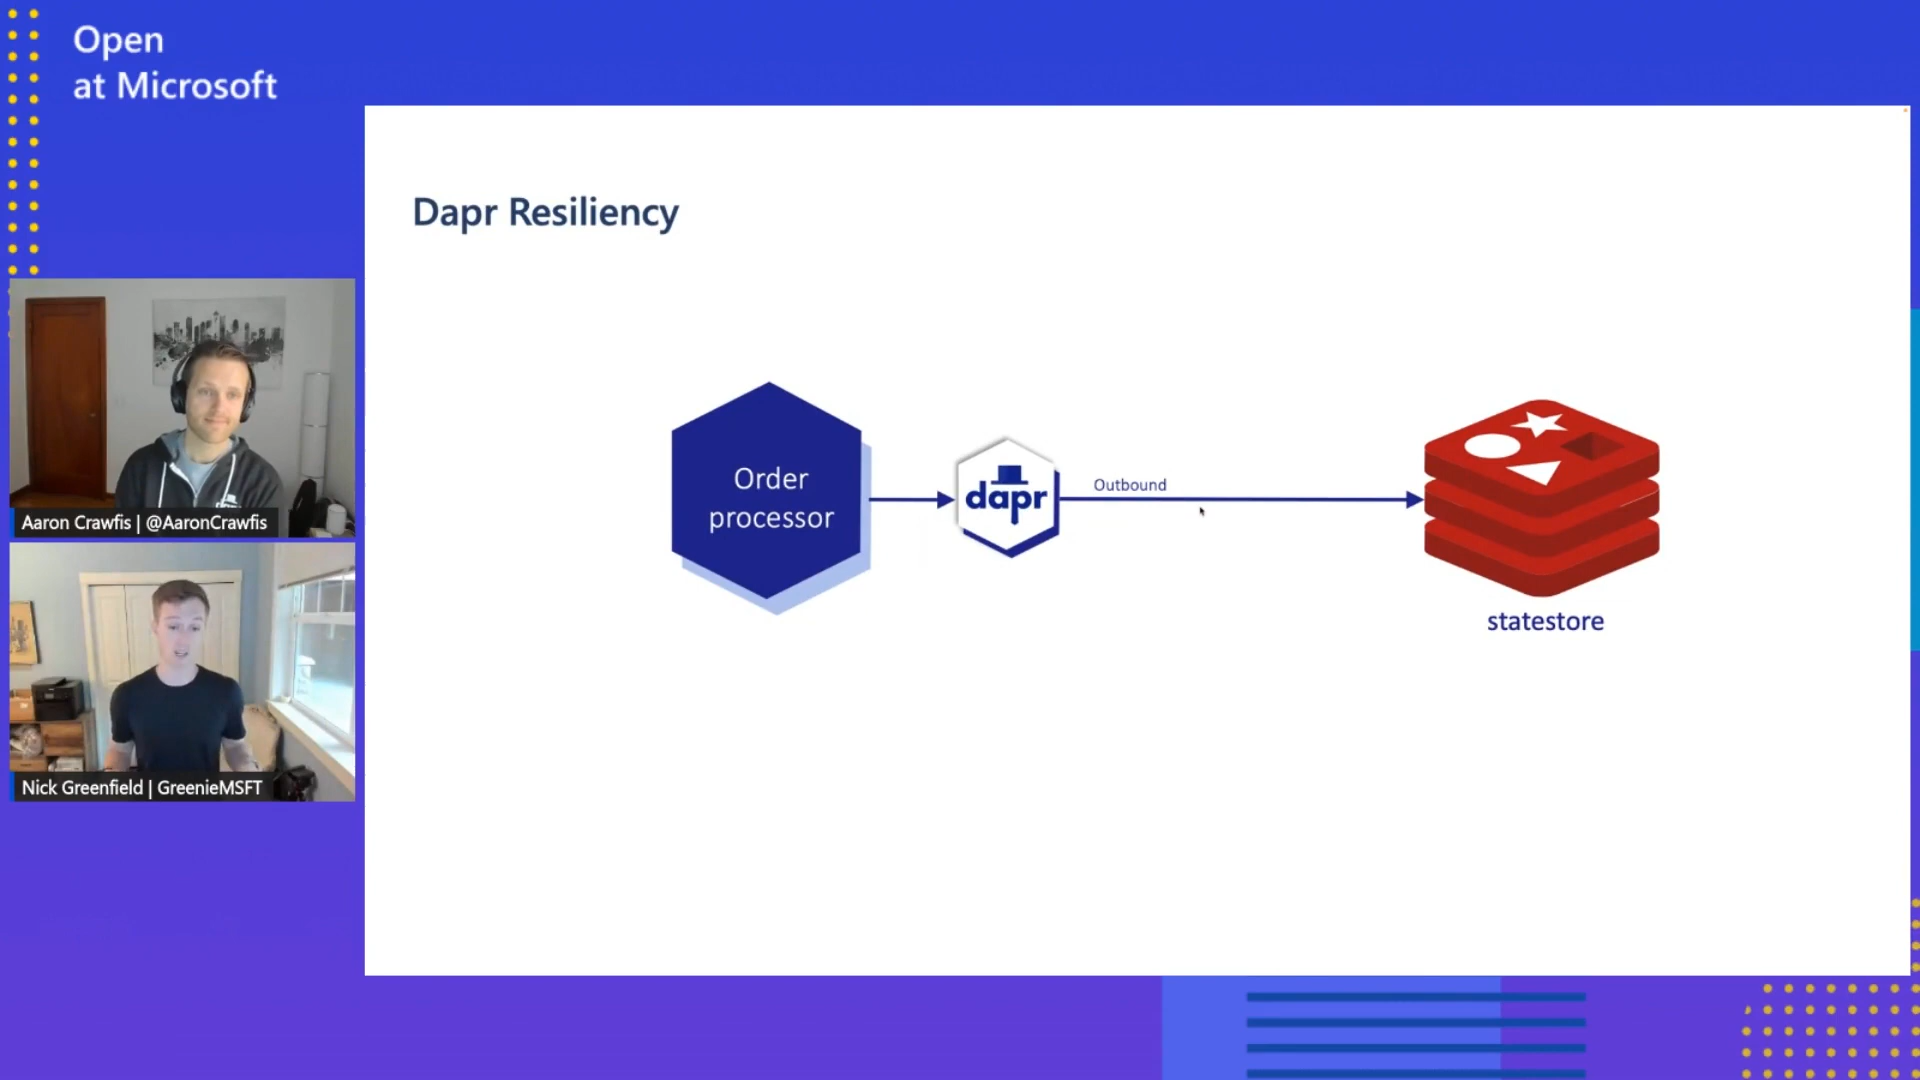 Open
at Microsoft
Dapr Resiliency
Order
processor
dapr
Outbound
statestore
Aaron Crawfis | @AaronCrawfis
Nick Greenfield | GreenieMSFT